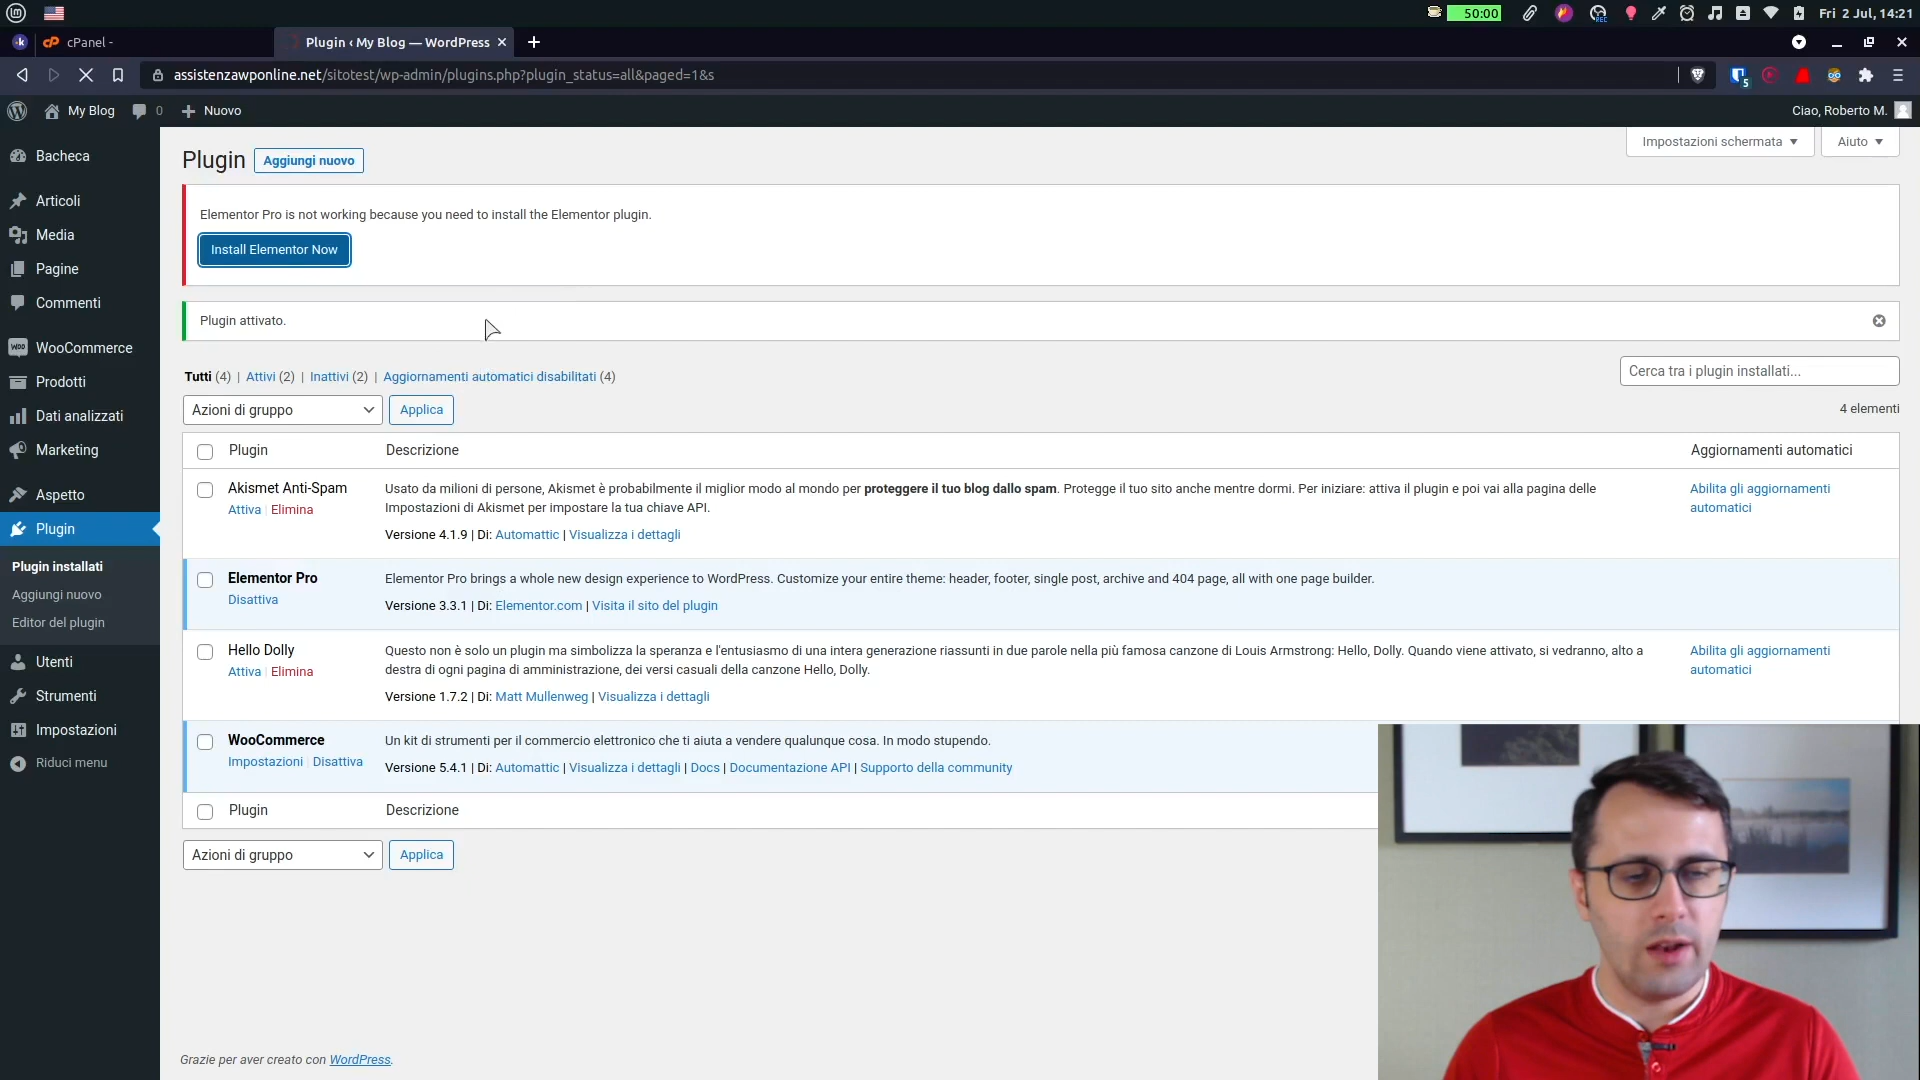 50:00
Fri 2 Jul, 14:21
cPanel -
Plugin ‹ My Blog — WordPress
assistenzawponline.net/sitotest/wp-admin/plugins.php?plugin_status=all&paged=1&s
My Blog 0 Nuovo
Ciao, Roberto M.
Bacheca
Articoli
Media
Pagine
Commenti
WooCommerce
Prodotti
Dati analizzati
Marketing
Aspetto
Plugin
Plugin installati
Aggiungi nuovo
Editor del plugin
Utenti
Strumenti
Impostazioni
Riduci menu
Impostazioni schermata
Aiuto
Plugin
Aggiungi nuovo
Elementor Pro is not working because you need to install the Elementor plugin.
Install Elementor Now
Plugin attivato.
Tutti (4) | Attivi (2) | Inattivi (2) | Aggiornamenti automatici disabilitati (4)
Cerca tra i plugin installati...
Azioni di gruppo
Applica
4 elementi
Plugin
Descrizione
Aggiornamenti automatici
Akismet Anti-Spam
Attiva | Elimina
Usato da milioni di persone, Akismet è probabilmente il miglior modo al mondo per proteggere il tuo blog dallo spam. Protegge il tuo sito anche mentre dormi. Per iniziare: attiva il plugin e poi vai alla pagina delle
Impostazioni di Akismet per impostare la tua chiave API.
Versione 4.1.9 | Di: Automattic | Visualizza i dettagli
Abilita gli aggiornamenti
automatici
Elementor Pro
Disattiva
Elementor Pro brings a whole new design experience to WordPress. Customize your entire theme: header, footer, single post, archive and 404 page, all with one page builder.
Versione 3.3.1 | Di: Elementor.com | Visita il sito del plugin
Hello Dolly
Attiva | Elimina
Questo non è solo un plugin ma simbolizza la speranza e l'entusiasmo di una intera generazione riassunti in due parole nella più famosa canzone di Louis Armstrong: Hello, Dolly. Quando viene attivato, si vedranno, alto a
destra di ogni pagina di amministrazione, dei versi casuali della canzone Hello, Dolly.
Versione 1.7.2 | Di: Matt Mullenweg | Visualizza i dettagli
Abilita gli aggiornamenti
automatici
WooCommerce
Impostazioni | Disattiva
Un kit di strumenti per il commercio elettronico che ti aiuta a vendere qualunque cosa. In modo stupendo.
Versione 5.4.1 | Di: Automattic | Visualizza i dettagli | Docs | Documentazione API | Supporto della community
Plugin
Descrizione
Azioni di gruppo
Applica
Grazie per aver creato con WordPress.